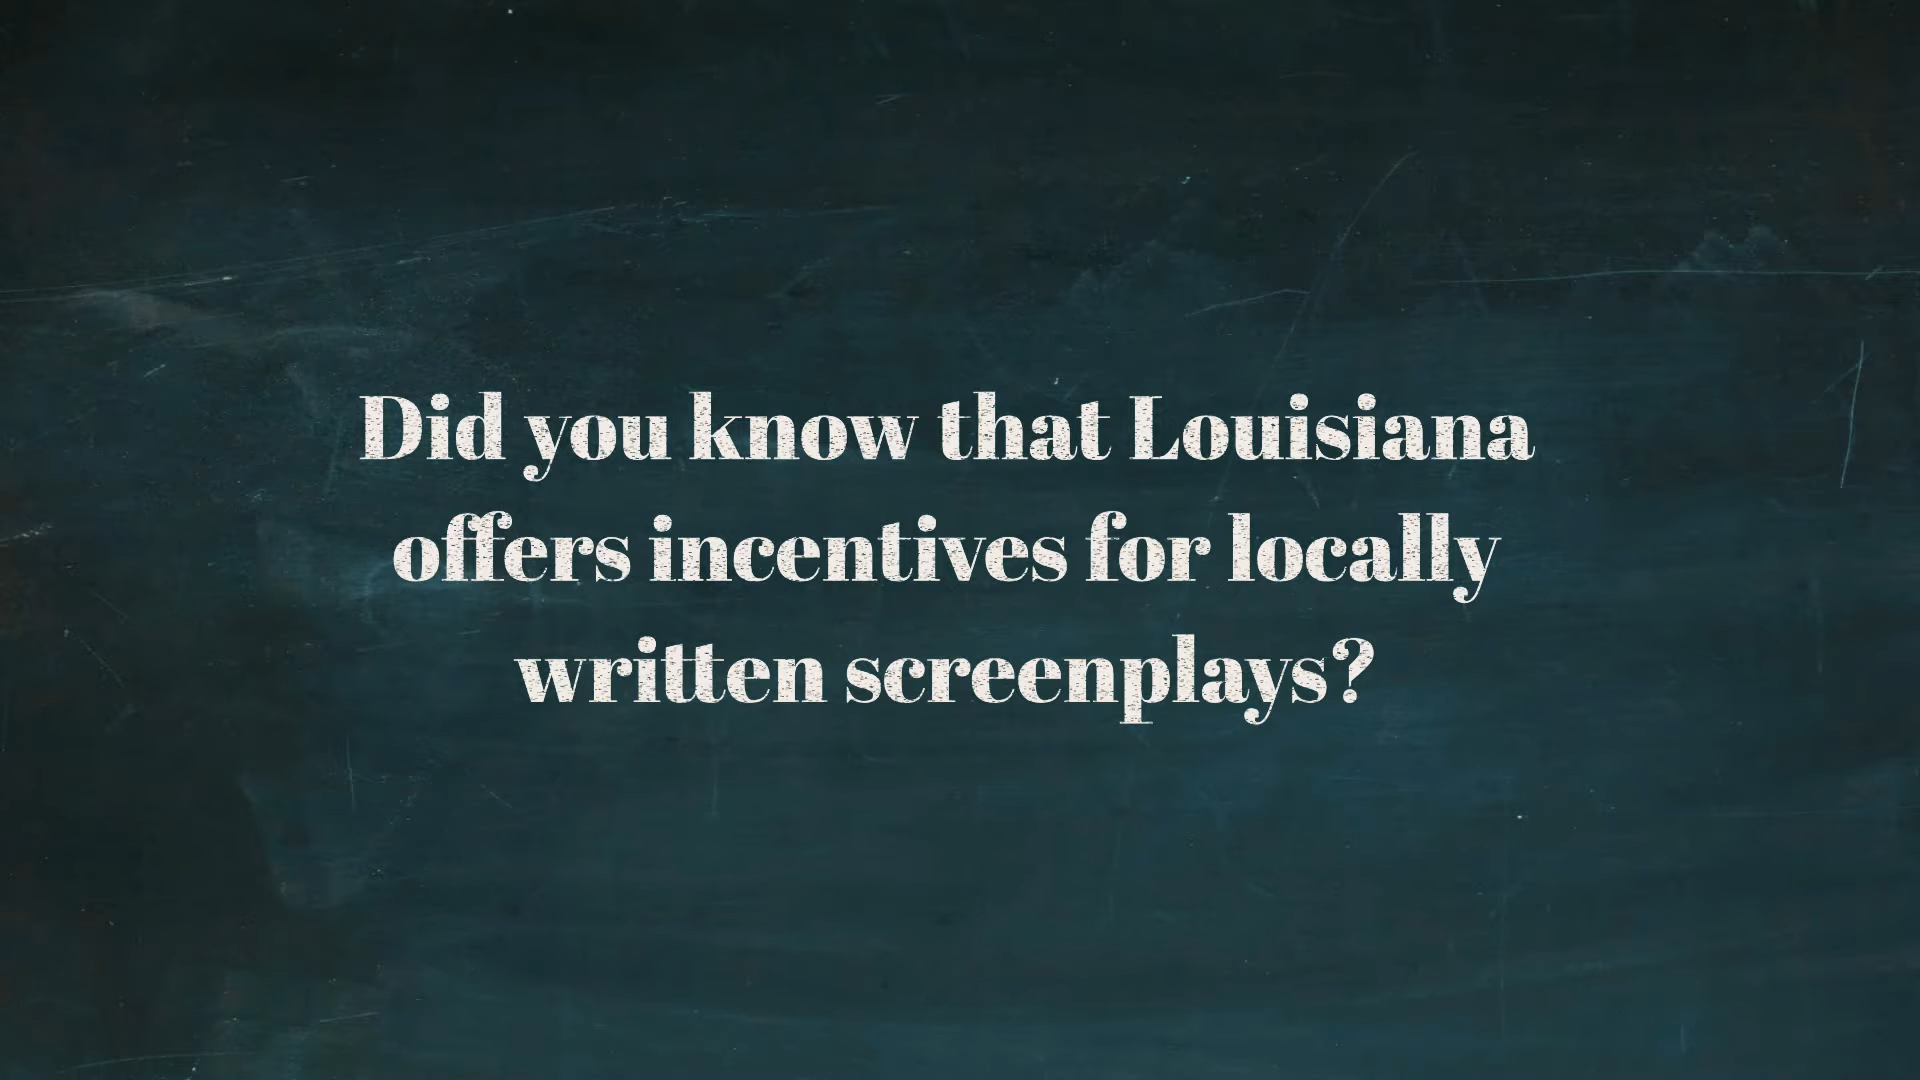 Did you know that Louisiana
offers incentives for locally
written screenplays?